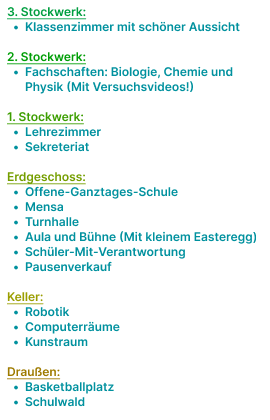 3. Stockwerk:
• Klassenzimmer mit schöner Aussicht
2. Stockwerk:
• Fachschaften: Biologie, Chemie und
Physik (Mit Versuchsvideos!)
1. Stockwerk:
• Lehrezimmer
• Sekreteriat
Erdgeschoss:
• Offene-Ganztages-Schule
• Mensa
• Turnhalle
• Aula und Bühne (Mit kleinem Easteregg)
• Schüler-Mit-Verantwortung
• Pausenverkauf
Keller:
• Robotik
• Computerräume
• Kunstraum
Draußen:
• Basketballplatz
• Schulwald